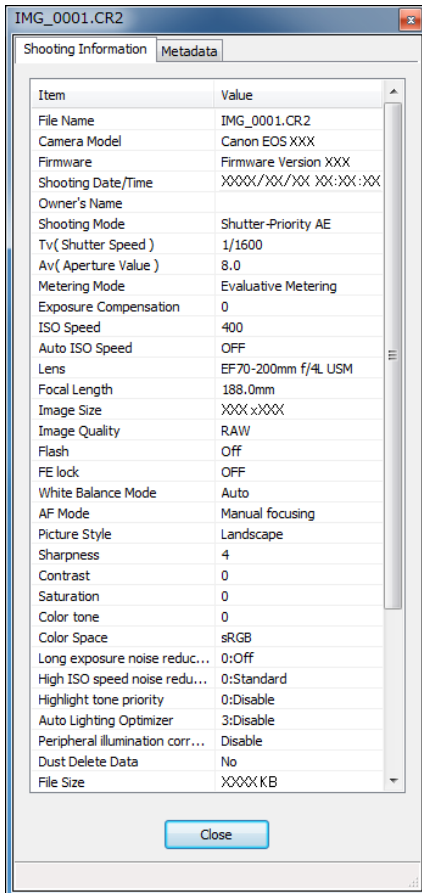 IMG_0001.CR2
Shooting Information Metadata
Item Value
File Name IMG_0001.CR2
Camera Model Canon EOS XXX
Firmware Firmware Version XXX
Shooting Date/Time XXXX/XX/XX XX:XX:XX
Owner's Name
Shooting Mode Shutter-Priority AE
Tv( Shutter Speed ) 1/1600
Av( Aperture Value ) 8.0
Metering Mode Evaluative Metering
Exposure Compensation 0
ISO Speed 400
Auto ISO Speed OFF
Lens EF70-200mm f/4L USM
Focal Length 188.0mm
Image Size XXX xXXX
Image Quality RAW
Flash Off
FE lock OFF
White Balance Mode Auto
AF Mode Manual focusing
Picture Style Landscape
Sharpness 4
Contrast 0
Saturation 0
Color tone 0
Color Space sRGB
Long exposure noise reduc... 0:Off
High ISO speed noise redu... 0:Standard
Highlight tone priority 0:Disable
Auto Lighting Optimizer 3:Disable
Peripheral illumination corr... Disable
Dust Delete Data No
File Size XXXXKB
Close